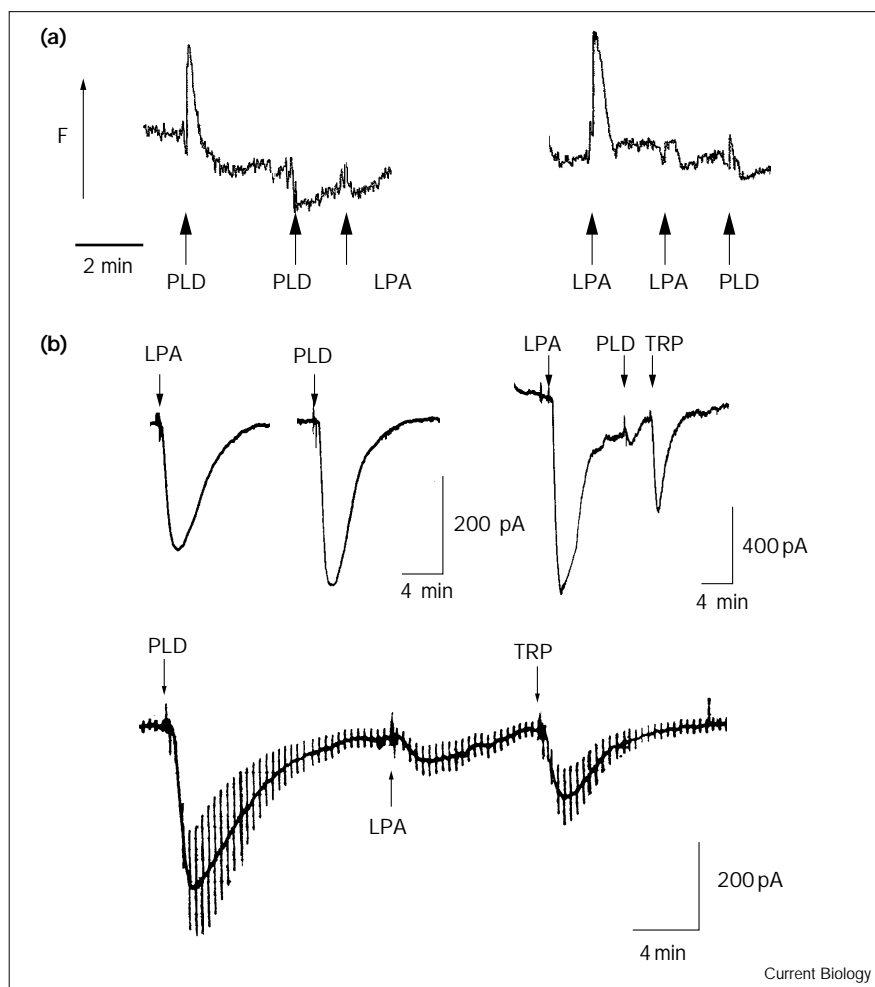 (a)
F
2 min
PLD PLD LPA
LPA LPA PLD
(b)
LPA PLD
200 pA
4 min
LPA PLD TRP
400 pA
4 min
PLD TRP
LPA
200 pA
4 min
Current Biology